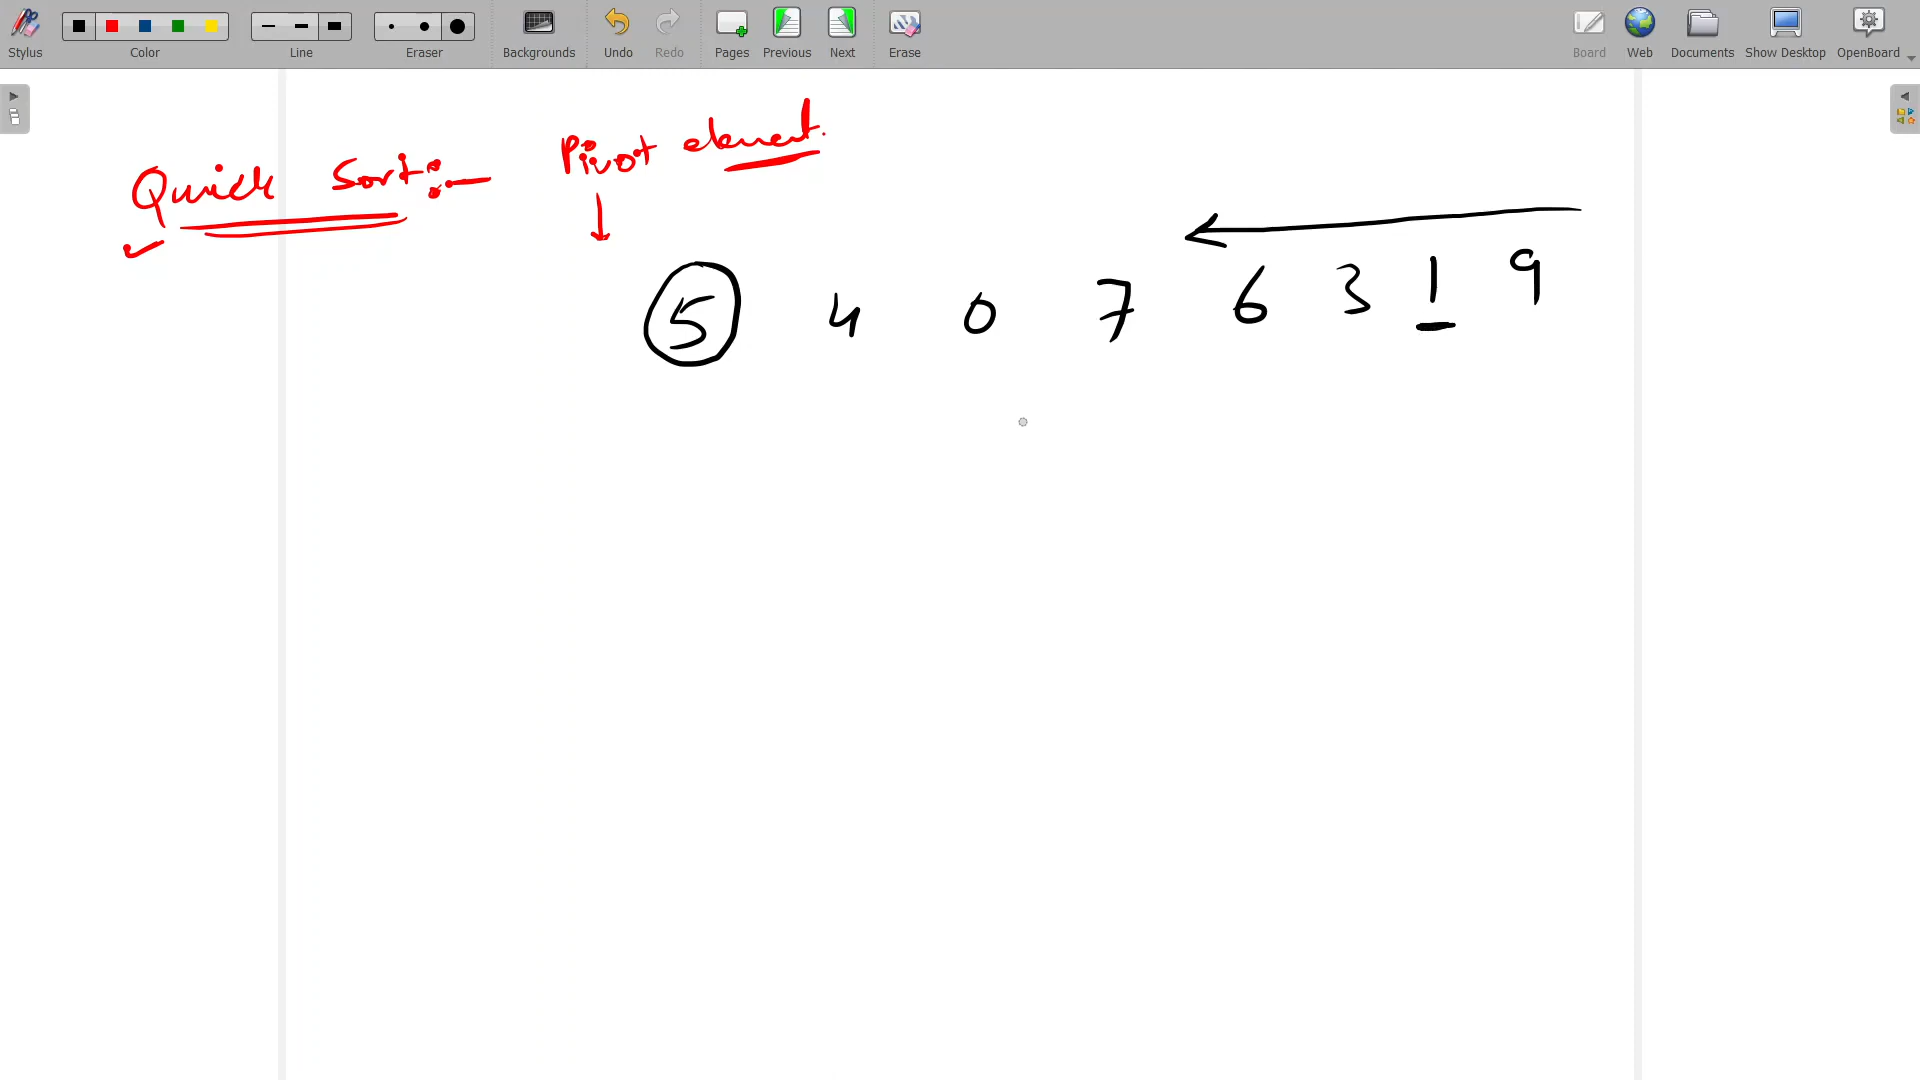 Stylus Color Line Eraser Backgrounds Undo Redo Pages Previous Next Erase Board Web Documents Show Desktop OpenBoard
Quick Sort:- Pivot element.
5 4 0 7 6 3 1 9